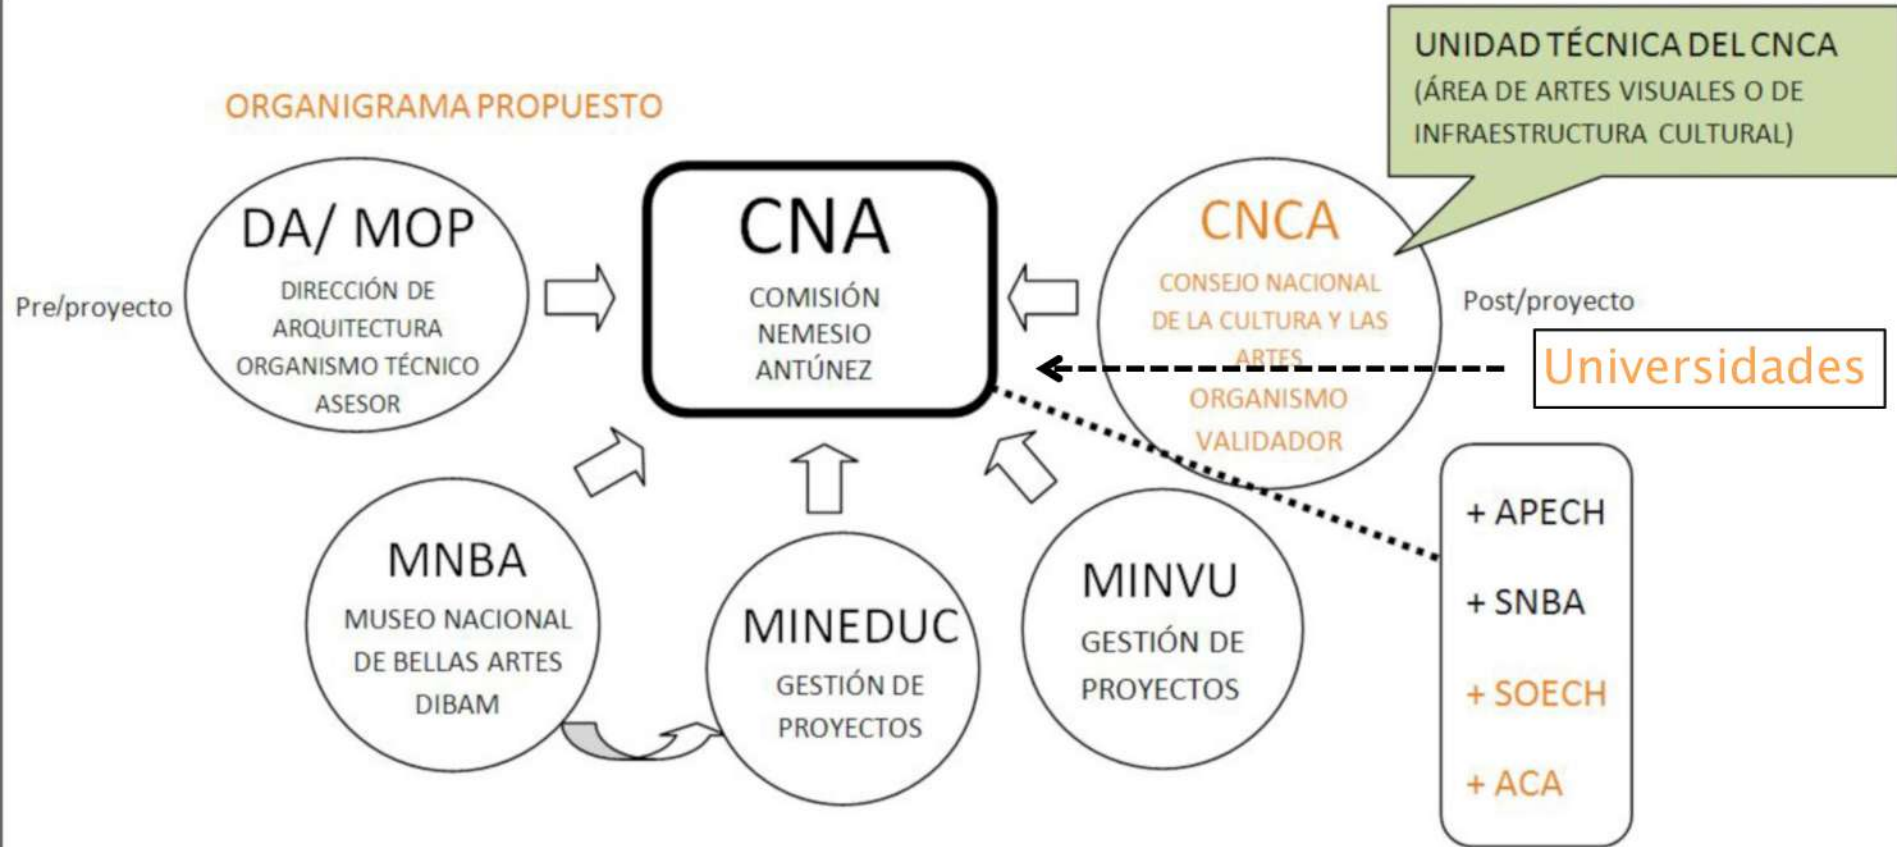 UNIDAD TÉCNICA DEL CNCA
(ÁREA DE ARTES VISUALES O DE
INFRAESTRUCTURA CULTURAL)
ORGANIGRAMA PROPUESTO
Pre/proyecto
DA/ MOP
DIRECCIÓN DE
ARQUITECTURA
ORGANISMO TÉCNICO
ASESOR
CNA
COMISIÓN
NEMESIO
ANTÚNEZ
CNCA
CONSEJO NACIONAL
DE LA CULTURA Y LAS
ARTES
ORGANISMO
VALIDADOR
Post/proyecto
Universidades
MNBA
MUSEO NACIONAL
DE BELLAS ARTES
DIBAM
MINEDUC
GESTIÓN DE
PROYECTOS
MINVU
GESTIÓN DE
PROYECTOS
+ APECH
+ SNBA
+ SOECH
+ ACA